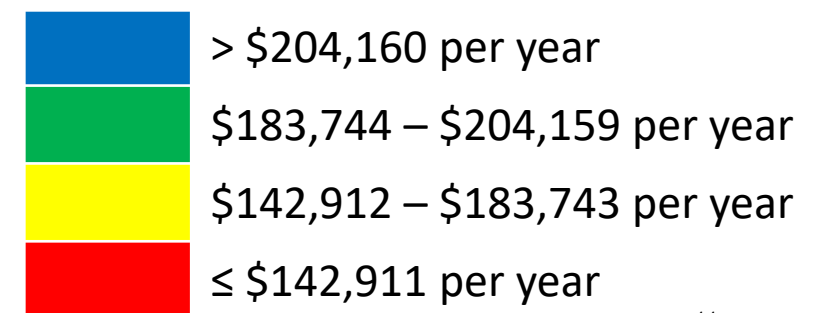 > $204,160 per year
$183,744 – $204,159 per year
$142,912 – $183,743 per year
≤ $142,911 per year